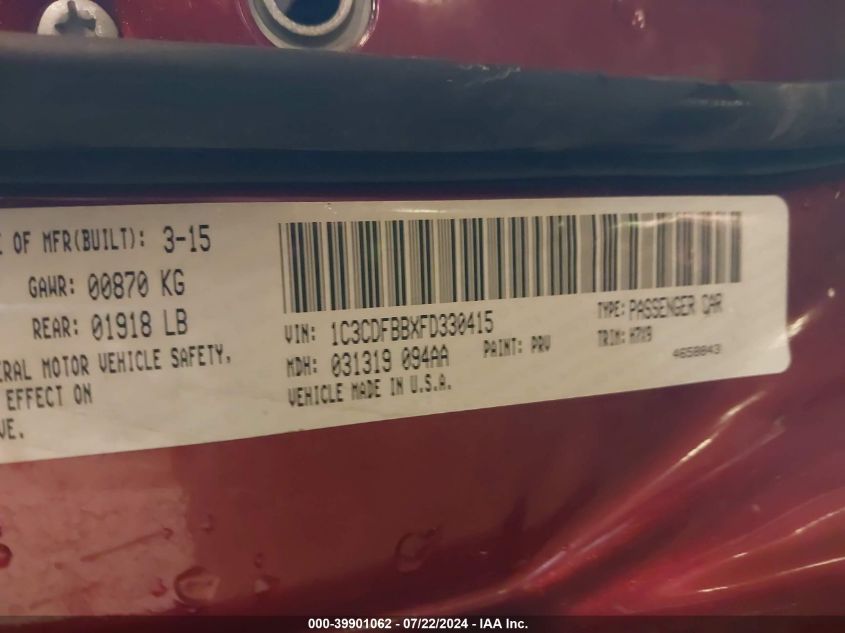 E OF MFR(BUILT): 3-15
GAWR: 00870 KG
REAR: 01918 LB
ERAL MOTOR VEHICLE SAFETY,
EFFECT ON
VE.
VIN: 1C3CDFBBXFD330415
TYPE: PASSENGER CAR
MDH: 031319 094AA
PAINT: PRV
TRIM: H7X9
VEHICLE MADE IN U.S.A.
4650843
000-39901062 - 07/22/2024 - IAA Inc.